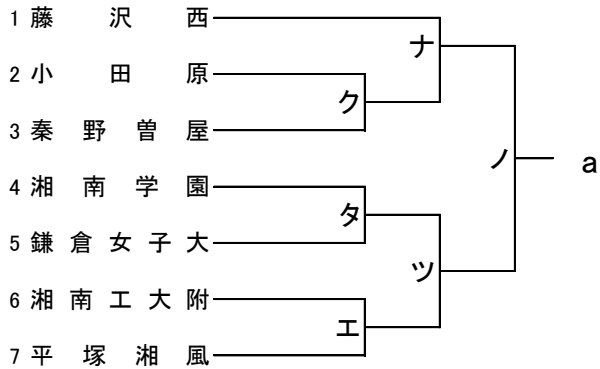 1 藤沢西
ナ
2 小田原
ク
3 秦野曽屋
ノ a
4 湘南学園
タ
5 鎌倉女子大
ツ
6 湘南工大附
エ
7 平塚湘風